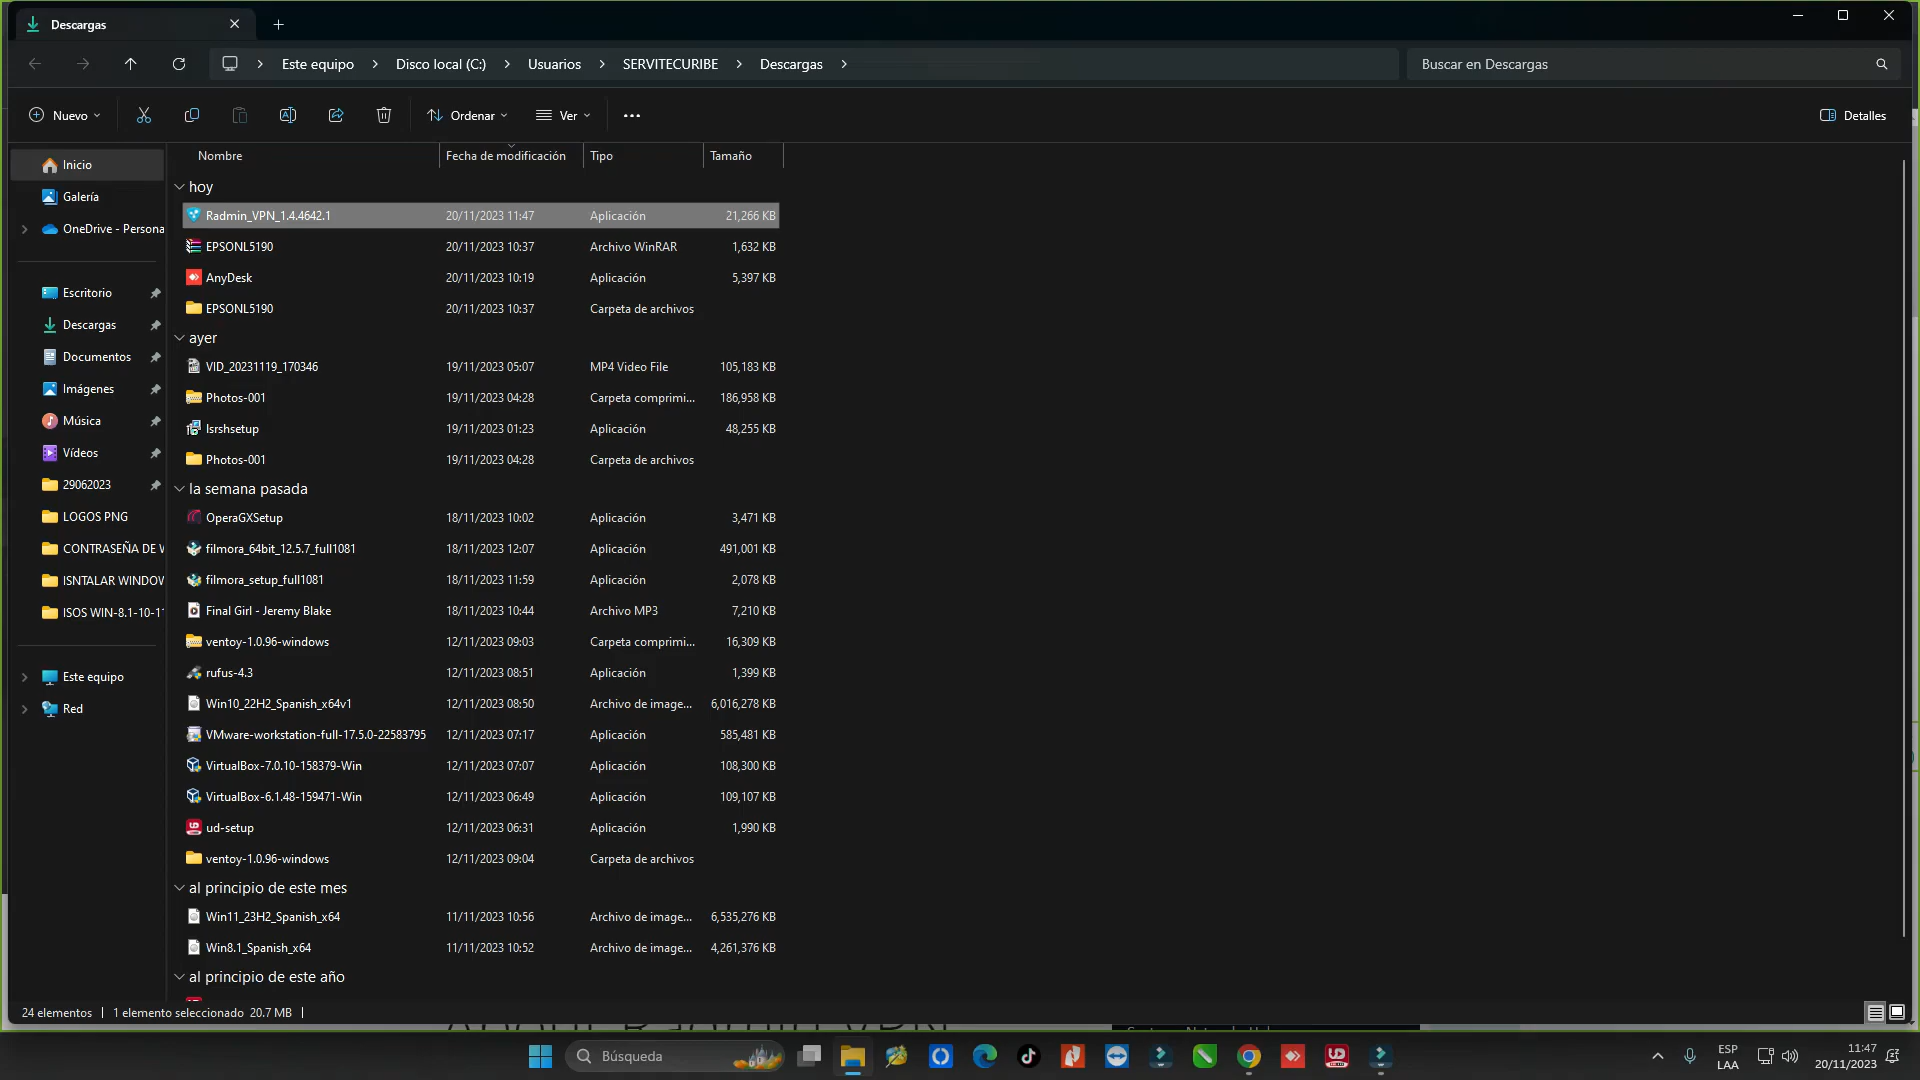 Descargas
Este equipo
Disco local (C:)
Usuarios
SERVITECURIBE
Descargas
Buscar en Descargas
Nuevo
Ordenar
Ver
Detalles
Nombre
Fecha de modificación
Tipo
Tamaño
Inicio
Galería
OneDrive - Persona
Escritorio
Descargas
Documentos
Imágenes
Música
Vídeos
29062023
LOGOS PNG
CONTRASEÑA DE W
ISNTALAR WINDOW
ISOS WIN-8.1-10-11
Este equipo
Red
hoy
Radmin_VPN_1.4.4642.1 20/11/2023 11:47 Aplicación 21,266 KB
EPSONL5190 20/11/2023 10:37 Archivo WinRAR 1,632 KB
AnyDesk 20/11/2023 10:19 Aplicación 5,397 KB
EPSONL5190 20/11/2023 10:37 Carpeta de archivos
ayer
VID_20231119_170346 19/11/2023 05:07 MP4 Video File 105,183 KB
Photos-001 19/11/2023 04:28 Carpeta comprimi... 186,958 KB
lsrshsetup 19/11/2023 01:23 Aplicación 48,255 KB
Photos-001 19/11/2023 04:28 Carpeta de archivos
la semana pasada
OperaGXSetup 18/11/2023 10:02 Aplicación 3,471 KB
filmora_64bit_12.5.7_full1081 18/11/2023 12:07 Aplicación 491,001 KB
filmora_setup_full1081 18/11/2023 11:59 Aplicación 2,078 KB
Final Girl - Jeremy Blake 18/11/2023 10:44 Archivo MP3 7,210 KB
ventoy-1.0.96-windows 12/11/2023 09:03 Carpeta comprimi... 16,309 KB
rufus-4.3 12/11/2023 08:51 Aplicación 1,399 KB
Win10_22H2_Spanish_x64v1 12/11/2023 08:50 Archivo de image... 6,016,278 KB
VMware-workstation-full-17.5.0-22583795 12/11/2023 07:17 Aplicación 585,481 KB
VirtualBox-7.0.10-158379-Win 12/11/2023 07:07 Aplicación 108,300 KB
VirtualBox-6.1.48-159471-Win 12/11/2023 06:49 Aplicación 109,107 KB
ud-setup 12/11/2023 06:31 Aplicación 1,990 KB
ventoy-1.0.96-windows 12/11/2023 09:04 Carpeta de archivos
al principio de este mes
Win11_23H2_Spanish_x64 11/11/2023 10:56 Archivo de image... 6,535,276 KB
Win8.1_Spanish_x64 11/11/2023 10:52 Archivo de image... 4,261,376 KB
al principio de este año
24 elementos
1 elemento seleccionado 20.7 MB
Búsqueda
ESP
LAA
11:47
20/11/2023